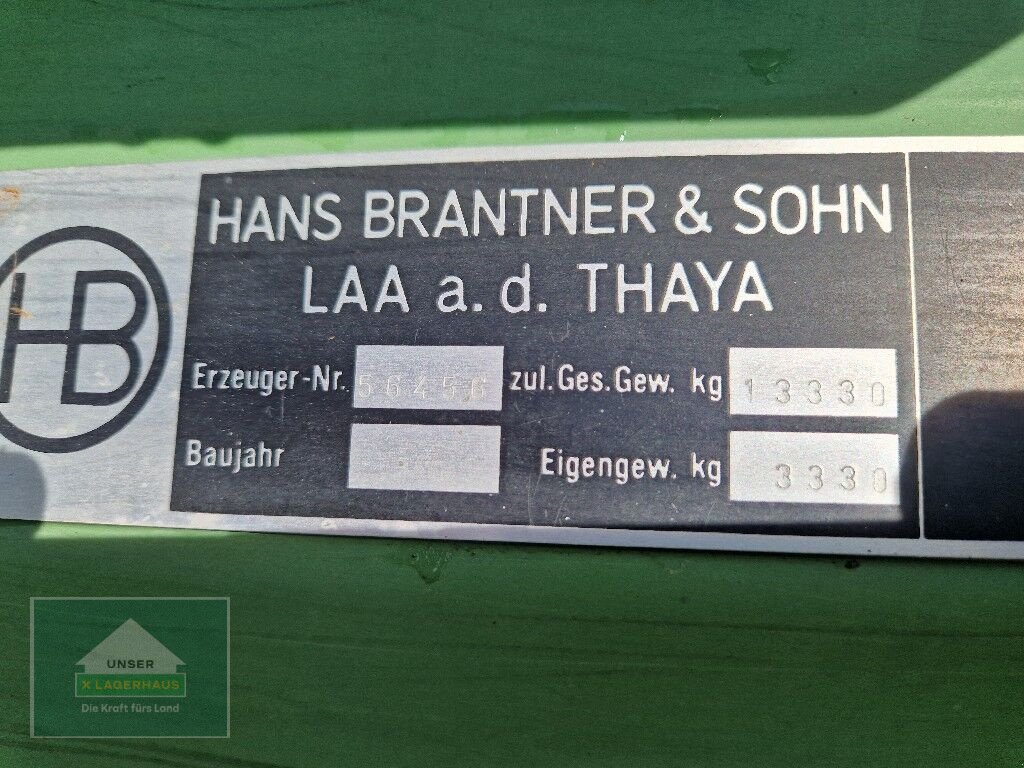 HB
HANS BRANTNER & SOHN
LAA a. d. THAYA
Erzeuger-Nr. 56456 zul. Ges. Gew. kg 13330
Baujahr Eigengew. kg 3330
UNSER
X LAGERHAUS
Die Kraft fürs Land